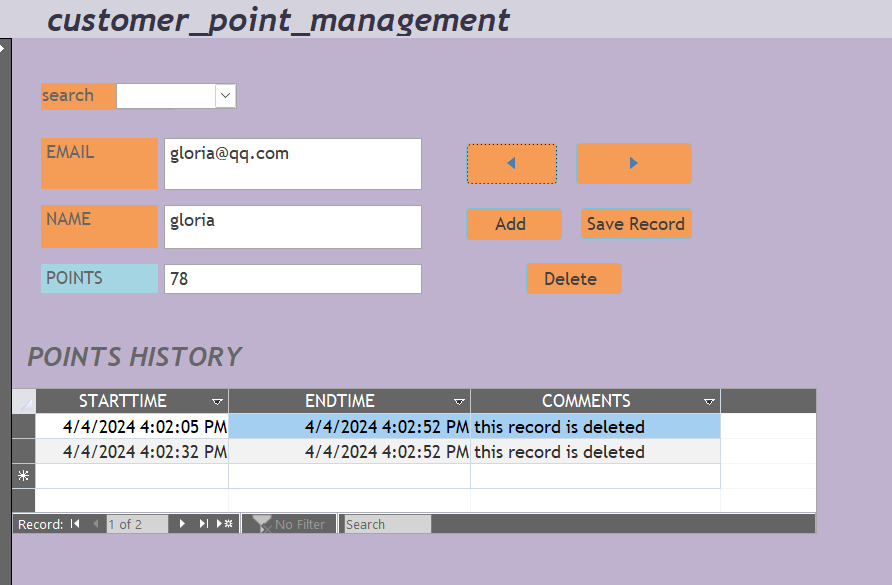 customer_point_management
search
EMAIL gloria@qq.com
NAME gloria
Add Save Record
POINTS 78
Delete
POINTS HISTORY
STARTTIME ENDTIME COMMENTS
4/4/2024 4:02:05 PM 4/4/2024 4:02:52 PM this record is deleted
4/4/2024 4:02:32 PM 4/4/2024 4:02:52 PM this record is deleted
Record: 1 of 2 No Filter Search